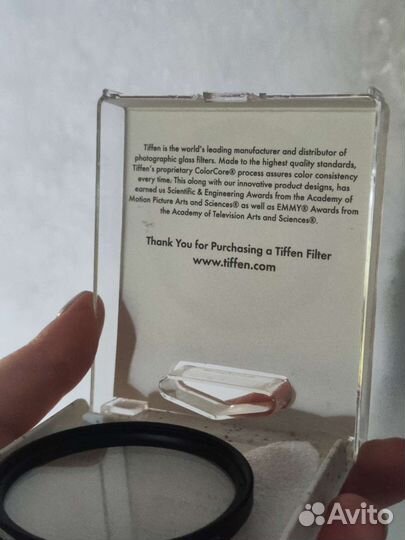 Tiffen is the world's leading manufacturer and distributor of
photographic glass filters. Made to the highest quality standards,
Tiffen's proprietary ColorCore® process assures color consistency
every time. This along with our innovative product designs, has
earned us Scientific & Engineering Awards from the Academy of
Motion Picture Arts and Sciences® as well as EMMY® Awards from
the Academy of Television Arts and Sciences®.
Thank You for Purchasing a Tiffen Filter
www.tiffen.com
Avito